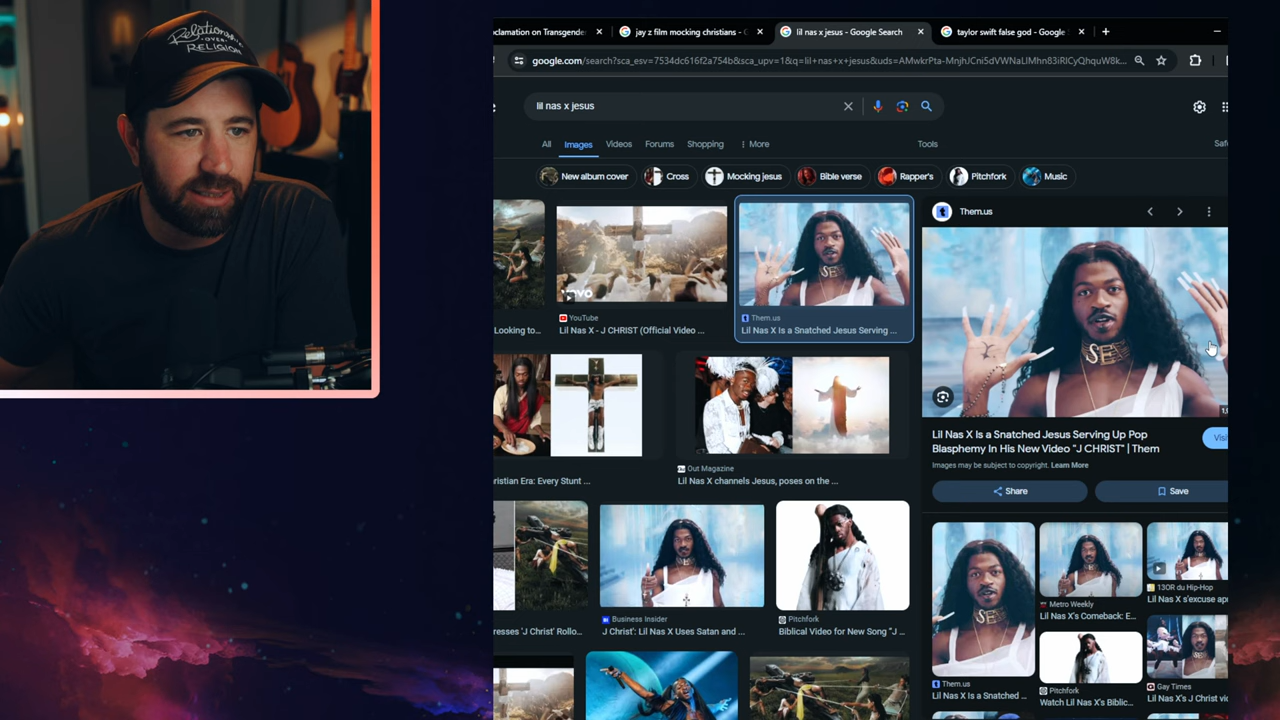 Relationship
OVER
RELIGION
clamation on Transgende
jay z film mocking christians - G
lil nas x jesus - Google Search
taylor swift false god - Google
google.com/search?sca_esv=7534dc616f2a754b&sca_upv=1&q=lil+nas+x+jesus&uds=
lil nas x jesus
All
Images
Videos
Forums
Shopping
More
Tools
Safe
New album cover
Cross
Mocking jesus
Bible verse
Rapper's
Pitchfork
Music
Them.us
vevo
SEXE
SEXE
Looking to...
YouTube
Lil Nas X - J CHRIST (Official Video ...
Them.us
Lil Nas X Is a Snatched Jesus Serving ...
Lil Nas X Is a Snatched Jesus Serving Up Pop
Blasphemy In His New Video "J CHRIST" | Them
Visi
Images may be subject to copyright. Learn More
Share
Save
ristian Era: Every Stunt ...
Out Magazine
Lil Nas X channels Jesus, poses on the ...
resses 'J Christ' Rollo...
Business Insider
J Christ': Lil Nas X Uses Satan and ...
Pitchfork
Biblical Video for New Song "J ...
Them.us
Lil Nas X Is a Snatched ...
Metro Weekly
Lil Nas X's Comeback: E...
Pitchfork
Watch Lil Nas X's Biblic...
13OR du Hip-Hop
Lil Nas X s'excuse apr
Gay Times
Lil Nas X's J Christ vi